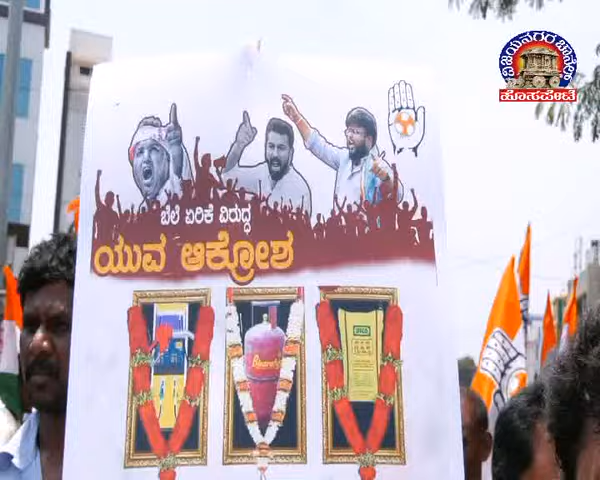 ವಿಜಯನಗರ ಚಾನೆಲ್
ಹೊಸಪೇಟೆ
ಬೆಲೆ ಏರಿಕೆ ವಿರುದ್ಧ
ಯುವ ಆಕ್ರೋಶ